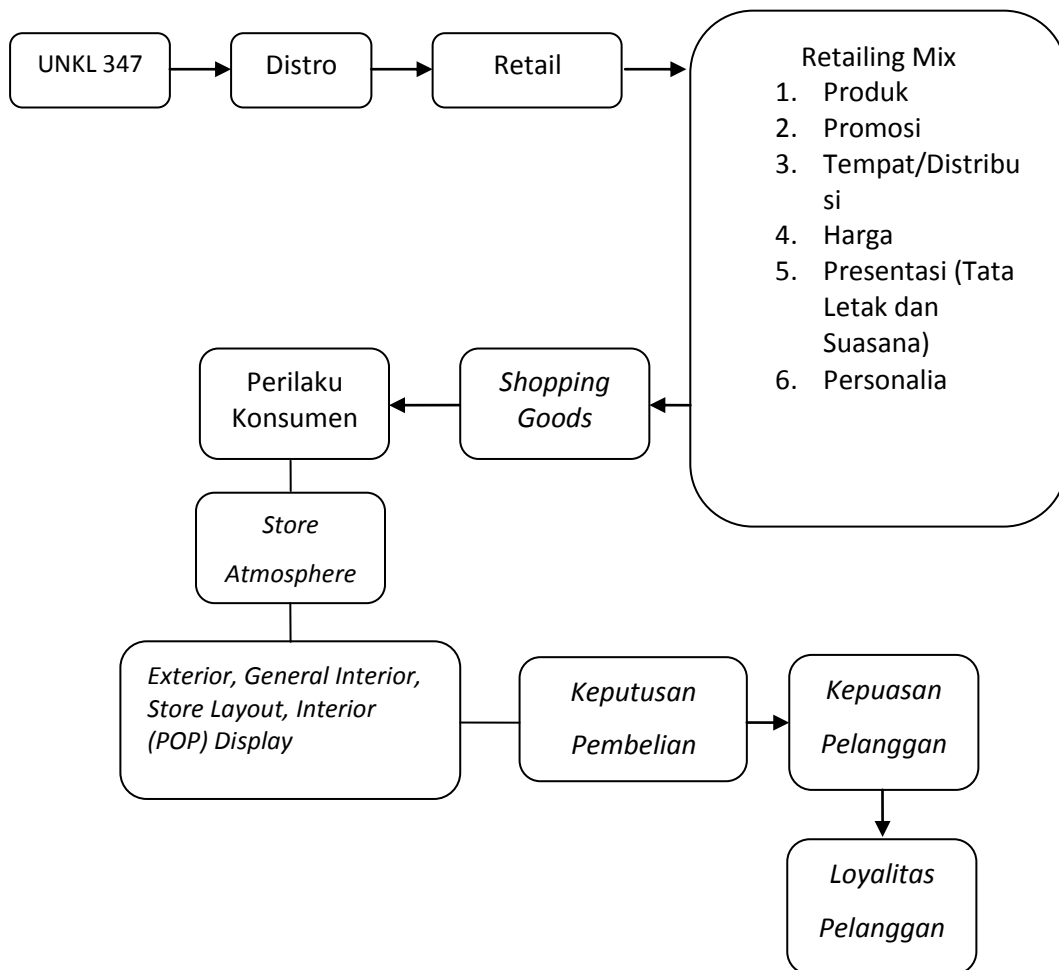 UNKL 347
Distro
Retail
Retailing Mix
1. Produk
2. Promosi
3. Tempat/Distribu
si
4. Harga
5. Presentasi (Tata
Letak dan
Suasana)
6. Personalia
Shopping
Goods
Perilaku
Konsumen
Store
Atmosphere
Exterior, General Interior,
Store Layout, Interior
(POP) Display
Keputusan
Pembelian
Kepuasan
Pelanggan
Loyalitas
Pelanggan